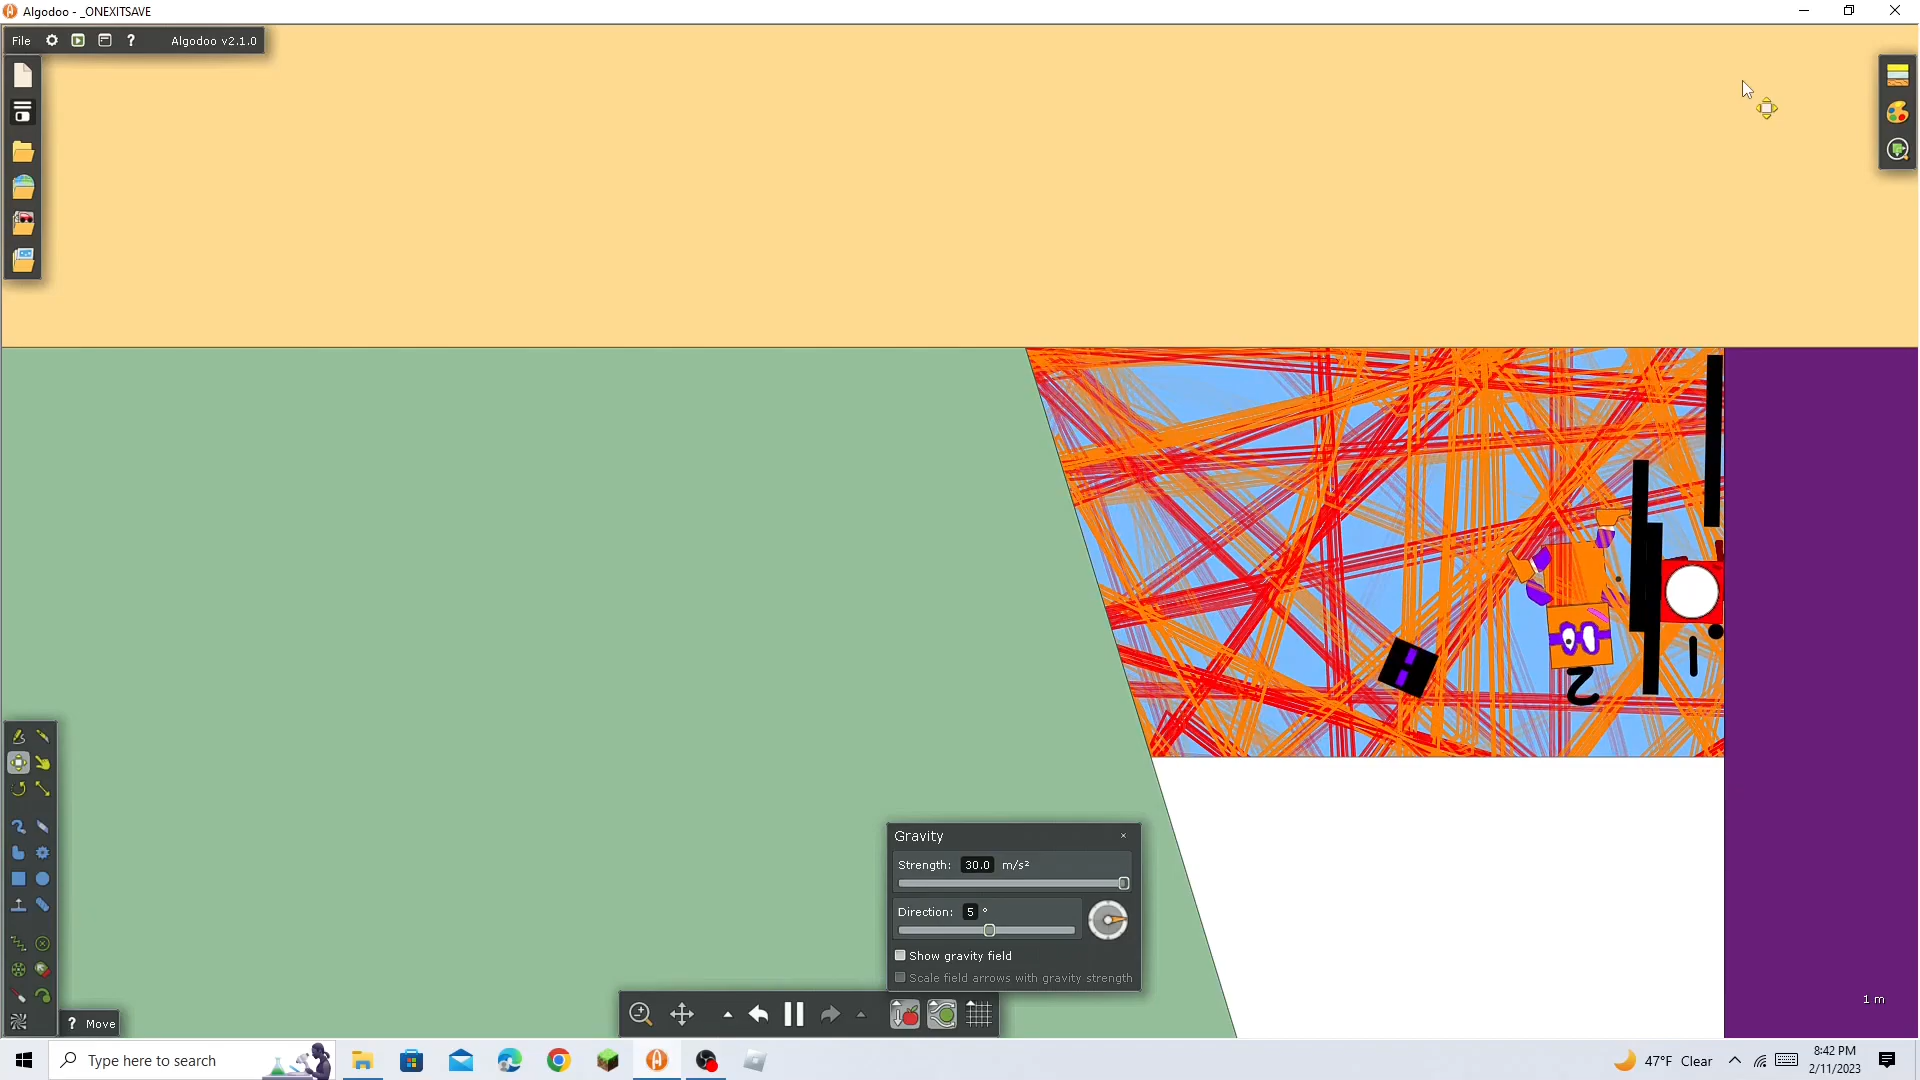 Algodoo - _ONEXITSAVE
File ? Algodoo v2.1.0
Gravity
Strength: 30.0 m/s²
Direction: 5 °
Show gravity field
Scale field arrows with gravity strength
2
1 m
? Move
Type here to search
47°F Clear
8:42 PM
2/11/2023